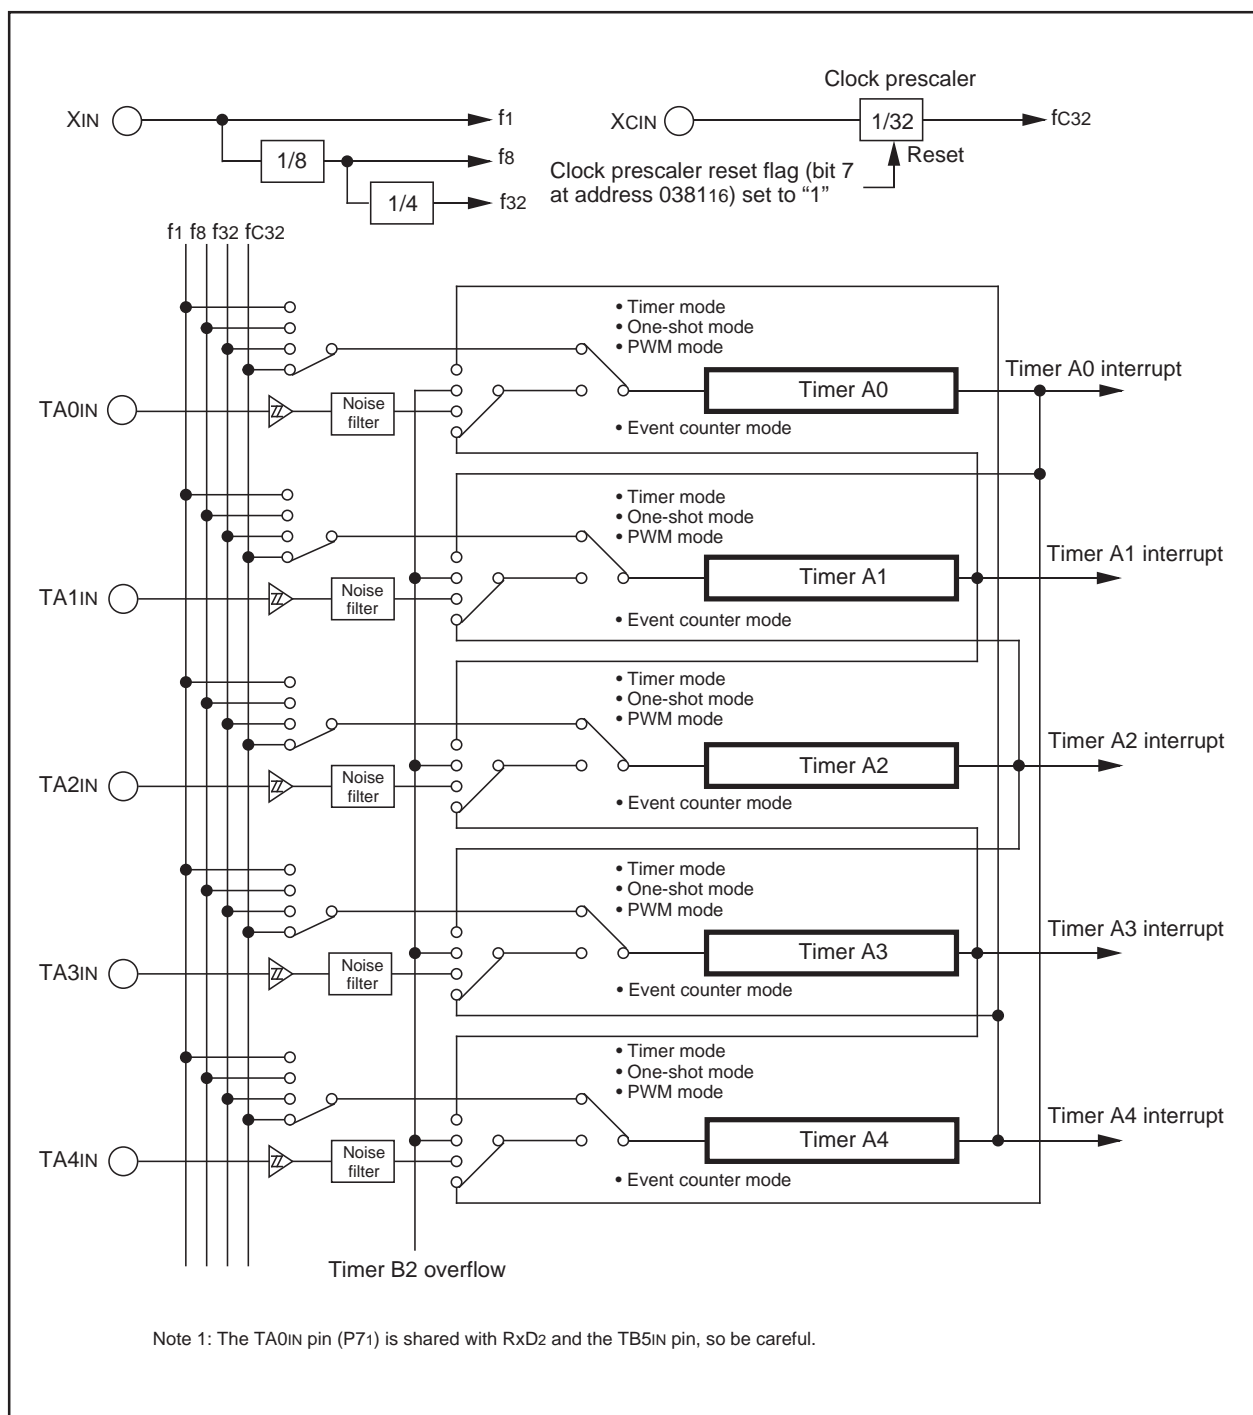 Clock prescaler
XIN
f1
XCIN
1/32
fC32
1/8
f8
Reset
Clock prescaler reset flag (bit 7
at address 038116) set to “1”
1/4
f32
f1 f8 f32 fC32
• Timer mode
• One-shot mode
• PWM mode
Timer A0 interrupt
Timer A0
TA0IN
Noise
filter
• Event counter mode
• Timer mode
• One-shot mode
• PWM mode
Timer A1 interrupt
Timer A1
TA1IN
Noise
filter
• Event counter mode
• Timer mode
• One-shot mode
• PWM mode
Timer A2 interrupt
Timer A2
TA2IN
Noise
filter
• Event counter mode
• Timer mode
• One-shot mode
• PWM mode
Timer A3 interrupt
Timer A3
TA3IN
Noise
filter
• Event counter mode
• Timer mode
• One-shot mode
• PWM mode
Timer A4 interrupt
Timer A4
TA4IN
Noise
filter
• Event counter mode
Timer B2 overflow
Note 1: The TA0IN pin (P71) is shared with RxD2 and the TB5IN pin, so be careful.